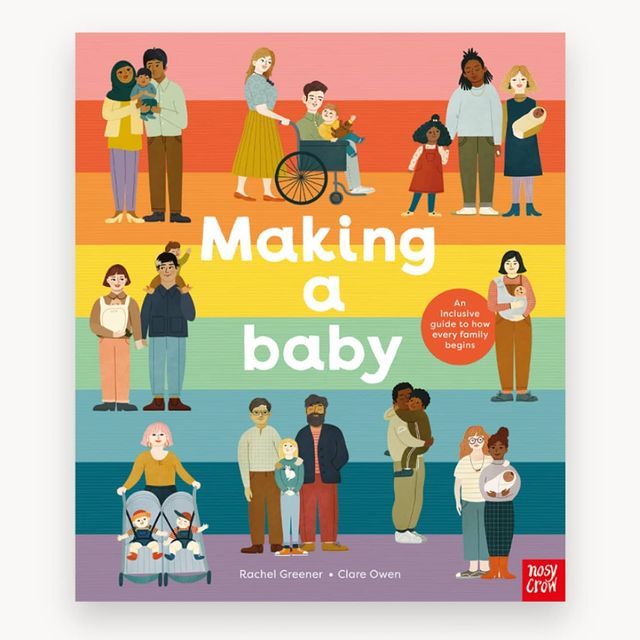 Making
a
baby
An
Inclusive
guide to how
every family
begins
Rachel Greener • Clare Owen
nosy
crow